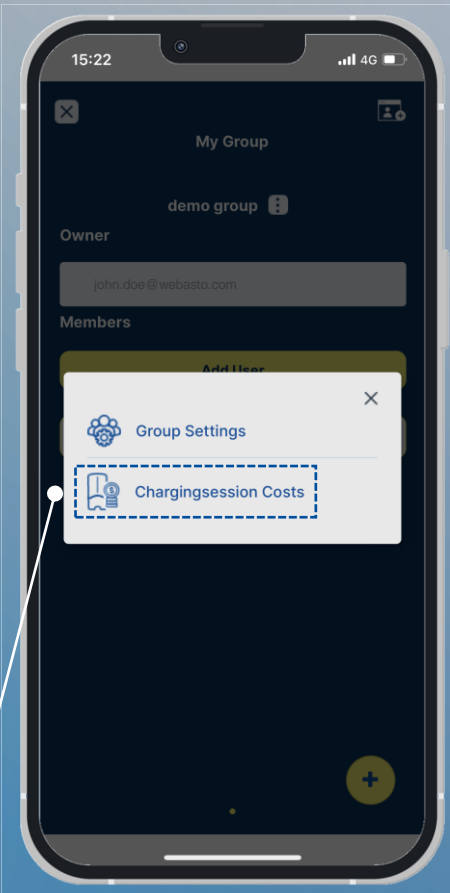 15:22
4G
My Group
demo group
Owner
john.doe@webasto.com
Members
Add User
Group Settings
Chargingsession Costs